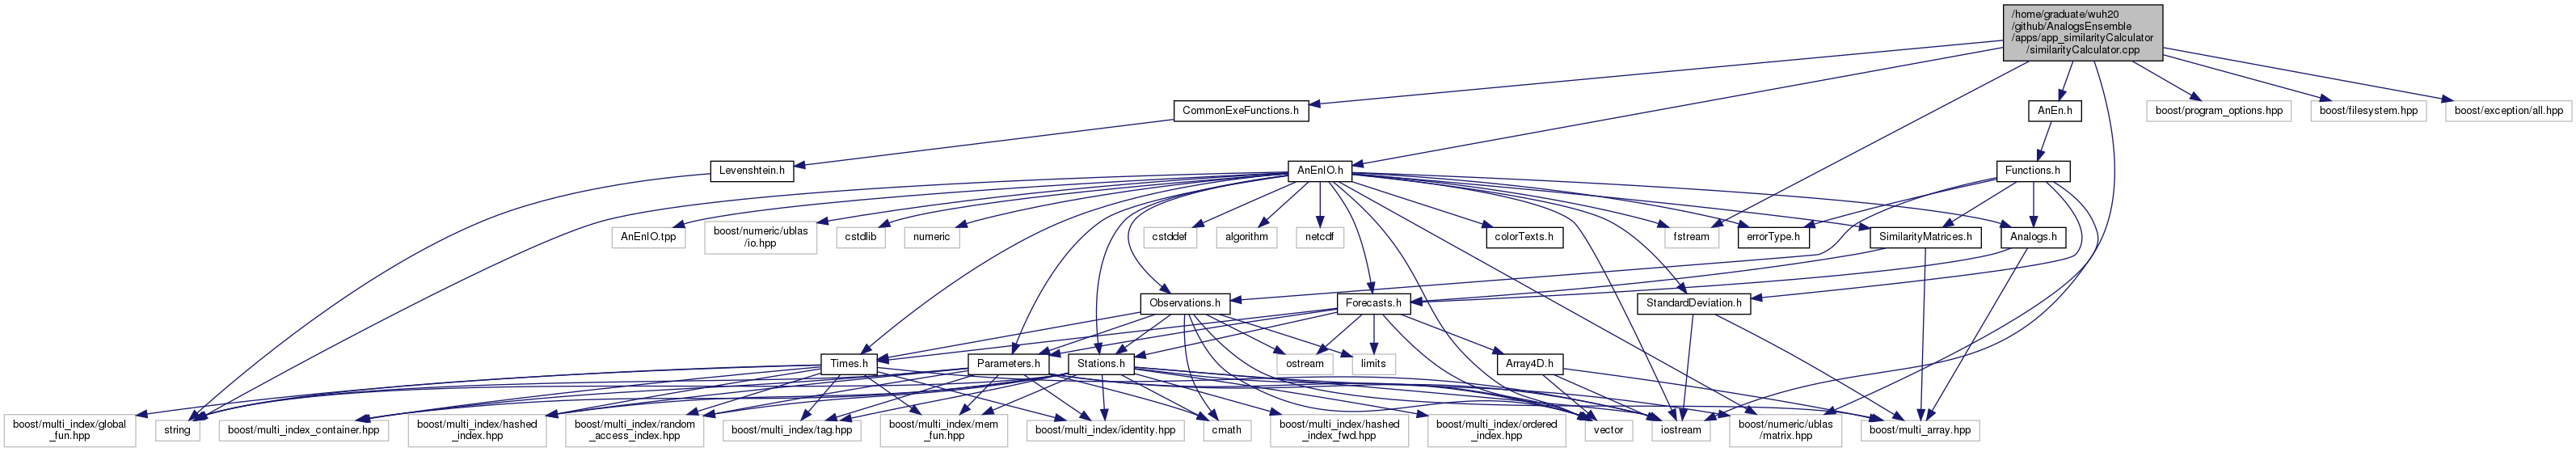 /home/graduate/wuh20
/github/AnalogsEnsemble
/apps/app_similarityCalculator
/similarityCalculator.cpp
CommonExeFunctions.h
AnEn.h
boost/program_options.hpp
boost/filesystem.hpp
boost/exception/all.hpp
Levenshtein.h
AnEnIO.h
Functions.h
AnEnIO.tpp
boost/numeric/ublas
/io.hpp
cstdlib
numeric
cstddef
algorithm
netcdf
colorTexts.h
fstream
errorType.h
SimilarityMatrices.h
Analogs.h
Observations.h
Forecasts.h
StandardDeviation.h
Times.h
Parameters.h
Stations.h
ostream
limits
Array4D.h
boost/multi_index/global
_fun.hpp
string
boost/multi_index_container.hpp
boost/multi_index/hashed
_index.hpp
boost/multi_index/random
_access_index.hpp
boost/multi_index/tag.hpp
boost/multi_index/mem
_fun.hpp
boost/multi_index/identity.hpp
cmath
boost/multi_index/hashed
_index_fwd.hpp
boost/multi_index/ordered
_index.hpp
vector
iostream
boost/numeric/ublas
/matrix.hpp
boost/multi_array.hpp